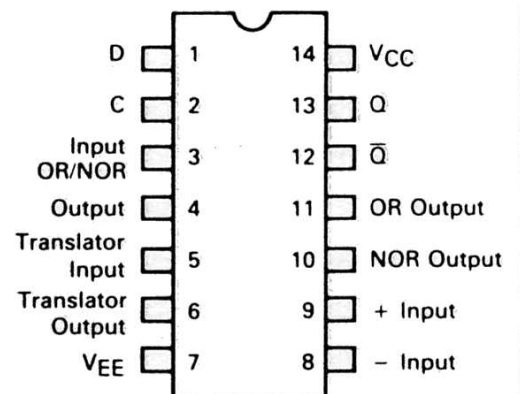 D 1 14 VCC
C 2 13 Q
Input
OR/NOR 3 12 Q̅
Output 4 11 OR Output
Translator
Input 5 10 NOR Output
Translator
Output 6 9 + Input
VEE 7 8 – Input